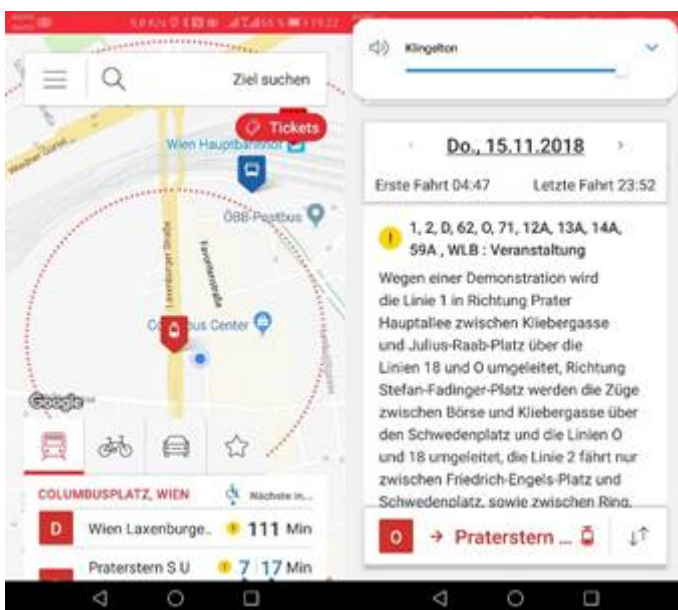 19:22
Ziel suchen
Tickets
Wien Hauptbahnhof
ÖBB-Postbus
Laxenburger Straße
Favoritenstraße
Columbus Center
Google
COLUMBUSPLATZ, WIEN
Nächste in...
D Wien Laxenburge.. 111 Min
Praterstern S U 7 17 Min
Klingelton
Do., 15.11.2018
Erste Fahrt 04:47 Letzte Fahrt 23:52
1, 2, D, 62, O, 71, 12A, 13A, 14A,
59A , WLB : Veranstaltung
Wegen einer Demonstration wird
die Linie 1 in Richtung Prater
Hauptallee zwischen Kliebergasse
und Julius-Raab-Platz über die
Linien 18 und O umgeleitet, Richtung
Stefan-Fadinger-Platz werden die Züge
zwischen Börse und Kliebergasse über
den Schwedenplatz und die Linien O
und 18 umgeleitet, die Linie 2 fährt nur
zwischen Friedrich-Engels-Platz und
Schwedenplatz, sowie zwischen Ring,
O → Praterstern ...